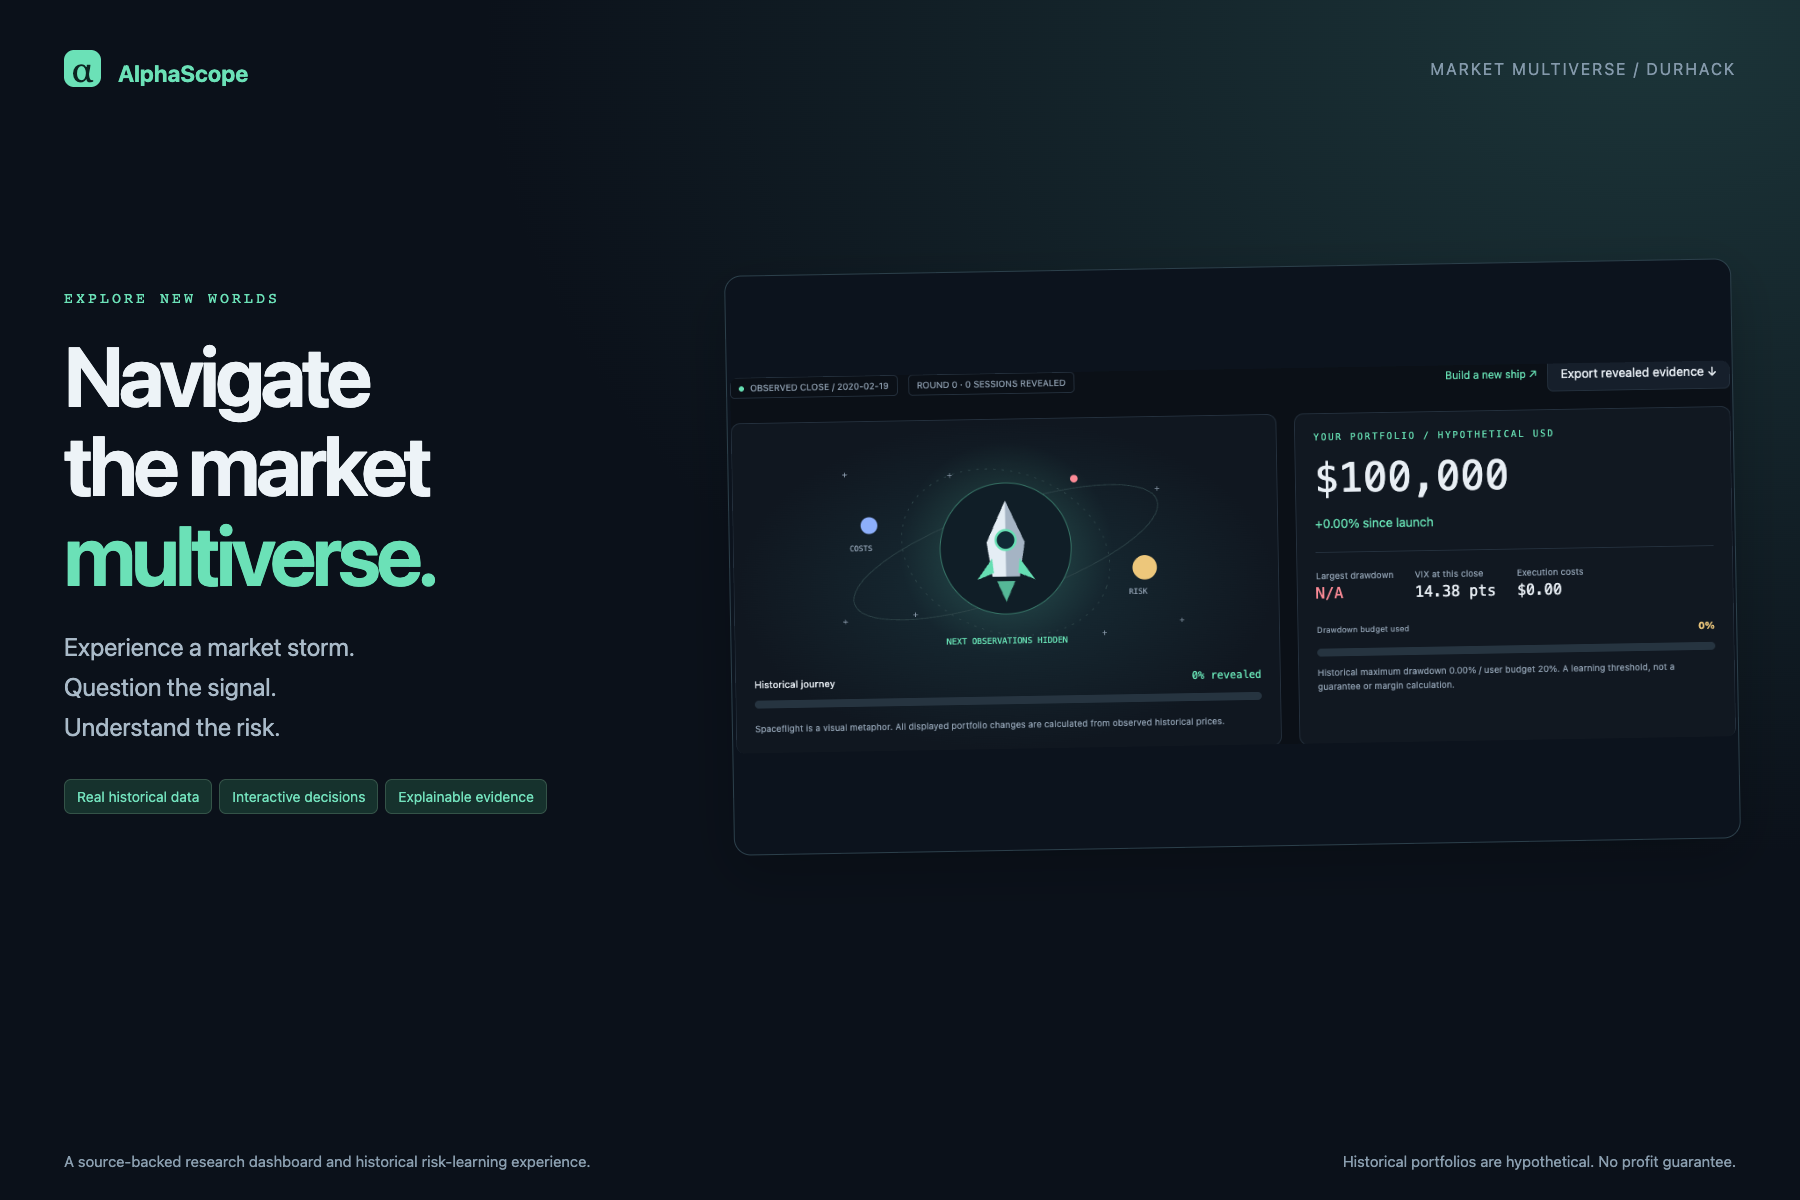 α AlphaScope
MARKET MULTIVERSE / DURHACK
EXPLORE NEW WORLDS
Navigate
the market
multiverse.
Experience a market storm.
Question the signal.
Understand the risk.
Real historical data
Interactive decisions
Explainable evidence
OBSERVED CLOSE / 2020-02-19
ROUND 0 · 0 SESSIONS REVEALED
Build a new ship ↗
Export revealed evidence ↓
COSTS
RISK
NEXT OBSERVATIONS HIDDEN
Historical journey
0% revealed
Spaceflight is a visual metaphor. All displayed portfolio changes are calculated from observed historical prices.
YOUR PORTFOLIO / HYPOTHETICAL USD
$100,000
+0.00% since launch
Largest drawdown
N/A
VIX at this close
14.38 pts
Execution costs
$0.00
Drawdown budget used
0%
Historical maximum drawdown 0.00% / user budget 20%. A learning threshold, not a
guarantee or margin calculation.
A source-backed research dashboard and historical risk-learning experience.
Historical portfolios are hypothetical. No profit guarantee.